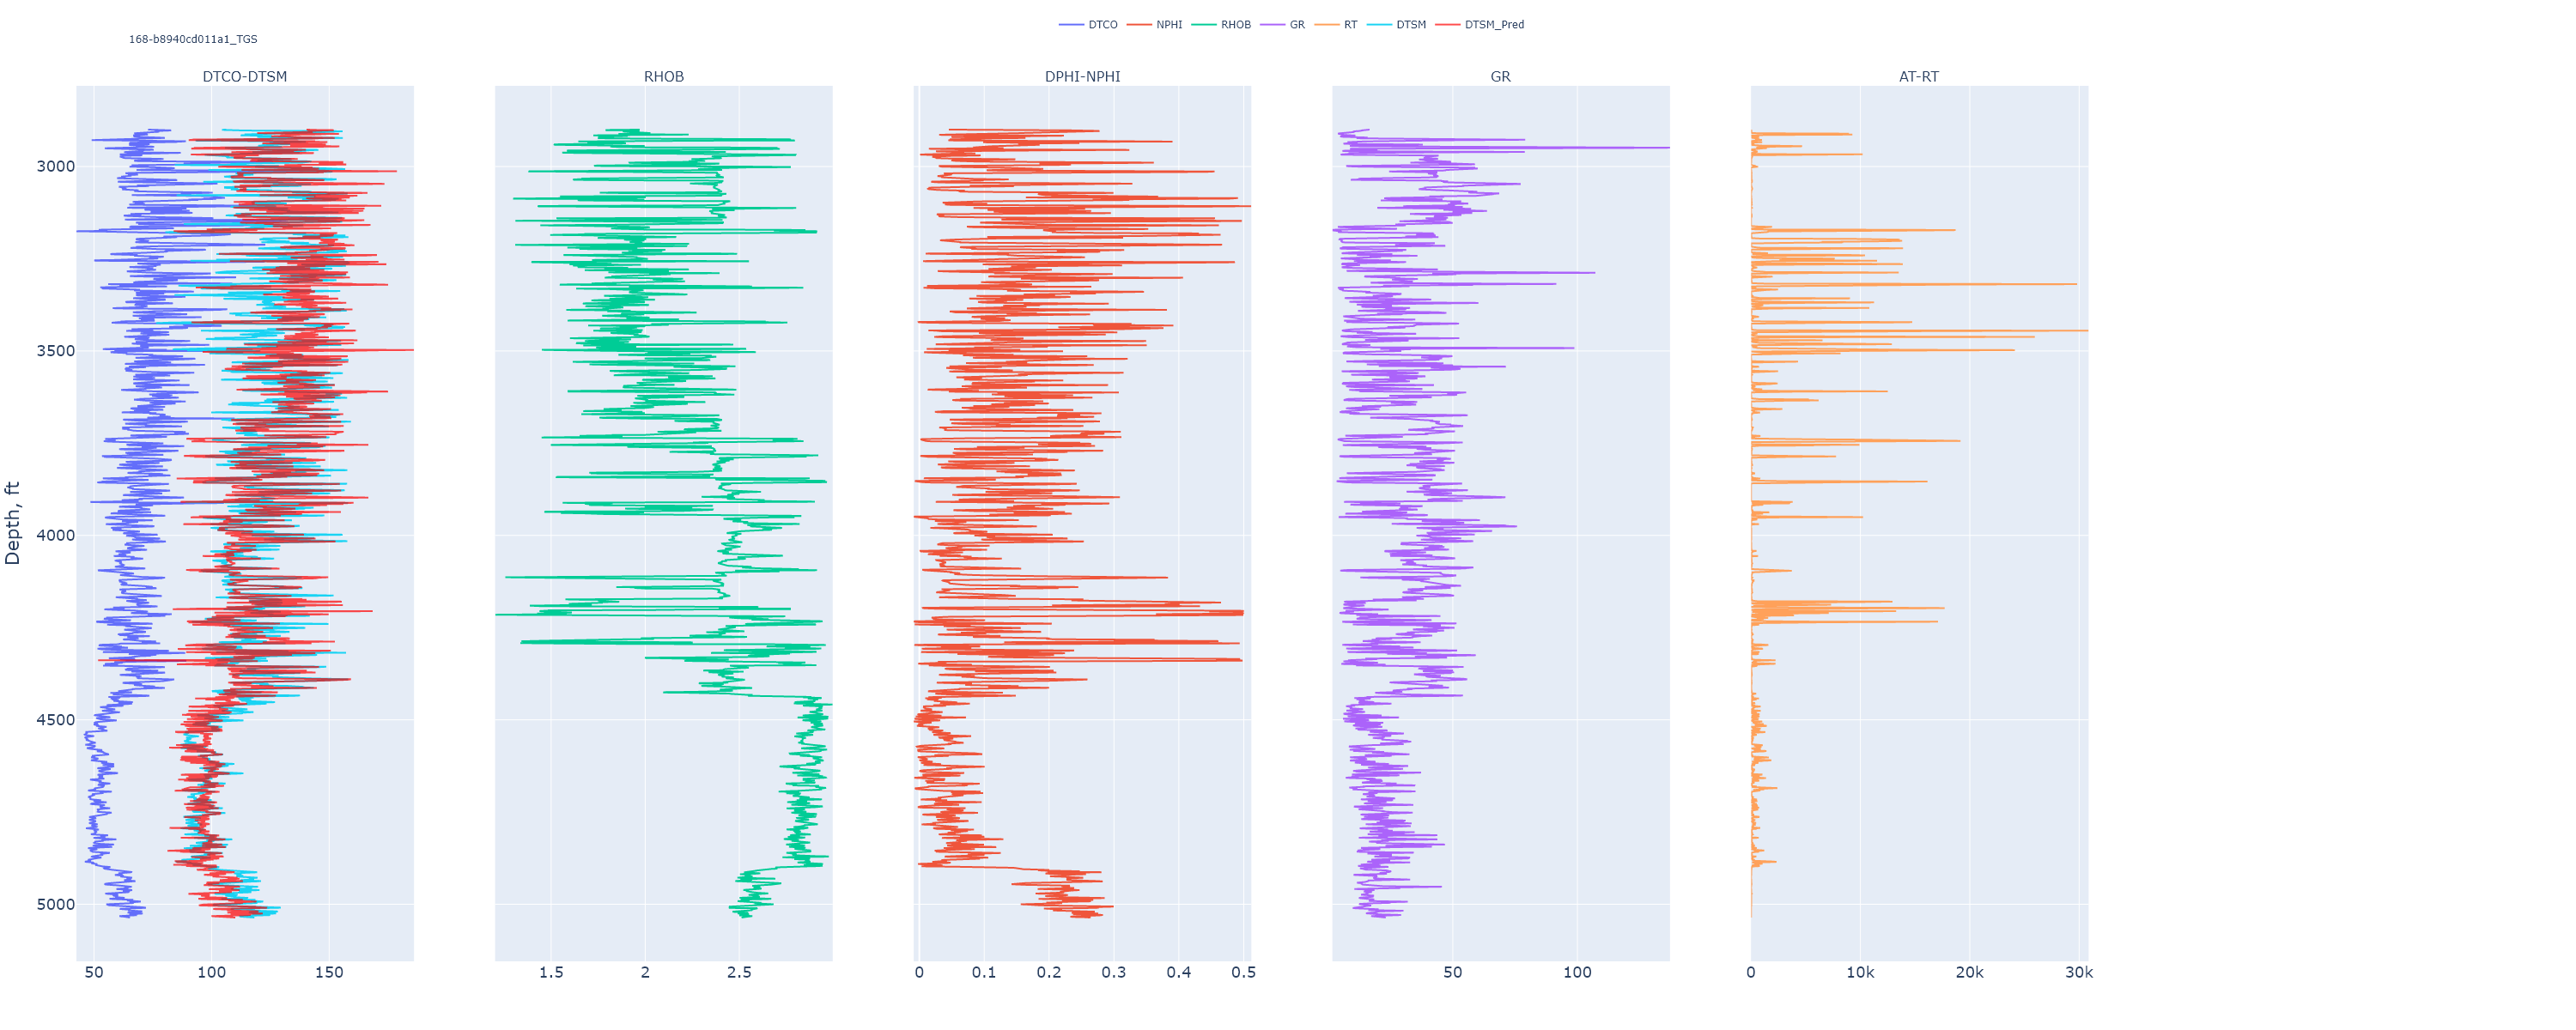 DTCO NPHI RHOB GR RT DTSM DTSM_Pred
168-b8940cd011a1_TGS
DTCO-DTSM RHOB DPHI-NPHI GR AT-RT
3000
3500
4000
4500
5000
Depth, ft
50 100 150 1.5 2 2.5 0 0.1 0.2 0.3 0.4 0.5 50 100 0 10k 20k 30k